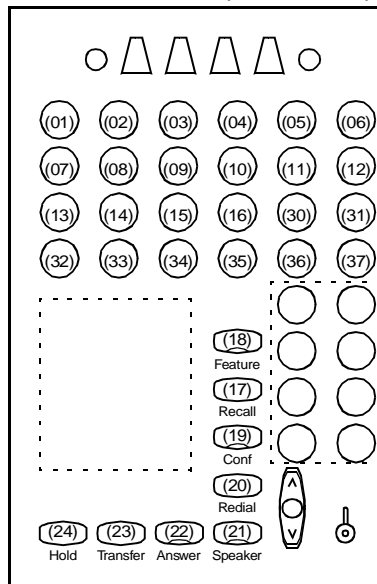 (01) (02) (03) (04) (05) (06)
(07) (08) (09) (10) (11) (12)
(13) (14) (15) (16) (30) (31)
(32) (33) (34) (35) (36) (37)
(18)
Feature
(17)
Recall
(19)
Conf
(20)
Redial
(24) (23) (22) (21)
Hold Transfer Answer Speaker